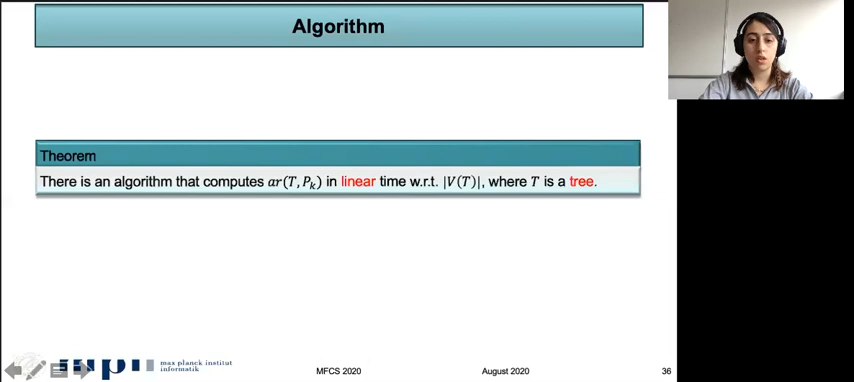 Algorithm
Theorem
There is an algorithm that computes ar(T, Pₖ) in linear time w.r.t. |V(T)|, where T is a tree.
max planck institut
informatik
MFCS 2020
August 2020
36